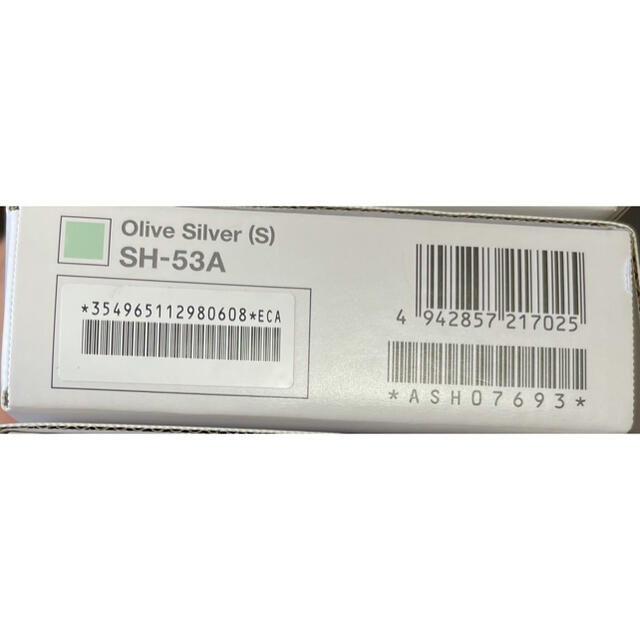 Olive Silver (S)
SH-53A
*354965112980608*ECA
4 942857 217025
*ASH07693*